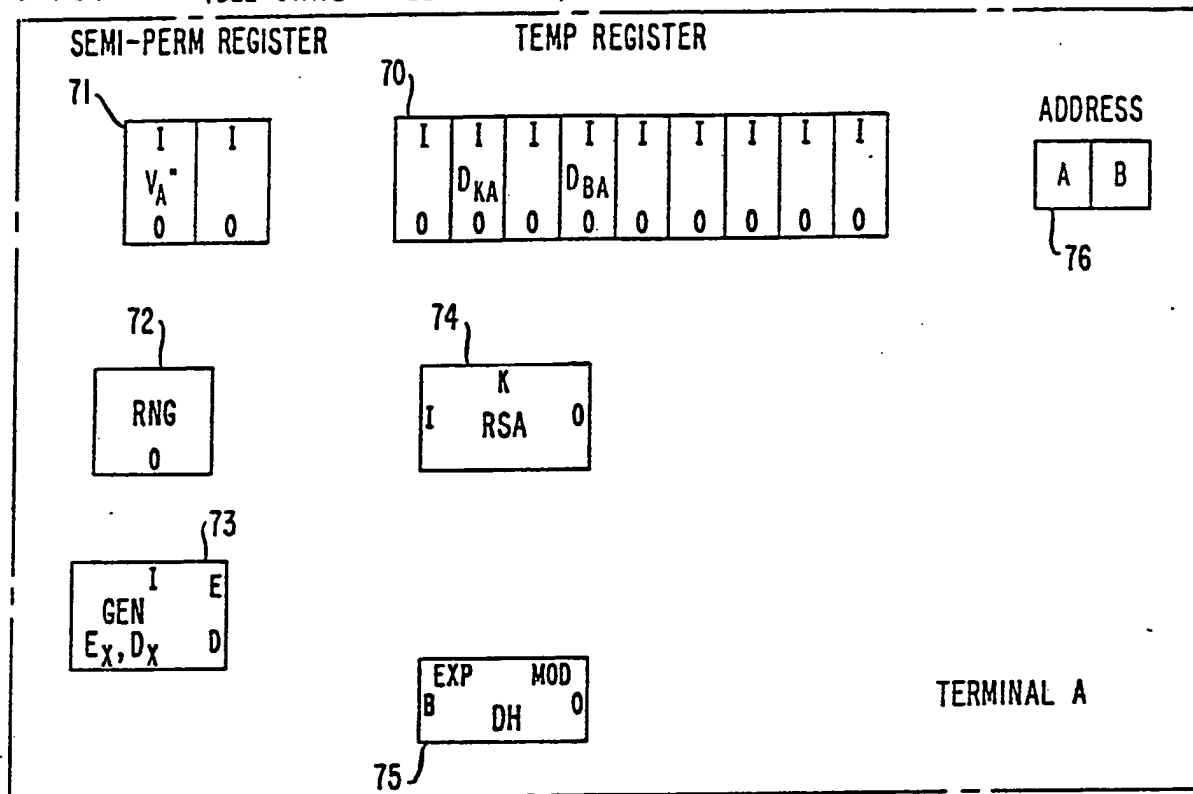 SEMI-PERM REGISTER
TEMP REGISTER
71
70
ADDRESS
I I
V_A"
0 0
I I I I I I I I I
D_KA D_BA
0 0 0 0 0 0 0 0 0
A B
76
72
RNG
0
74
K
I RSA 0
73
I E
GEN
E_X, D_X D
EXP MOD
B DH 0
75
TERMINAL A